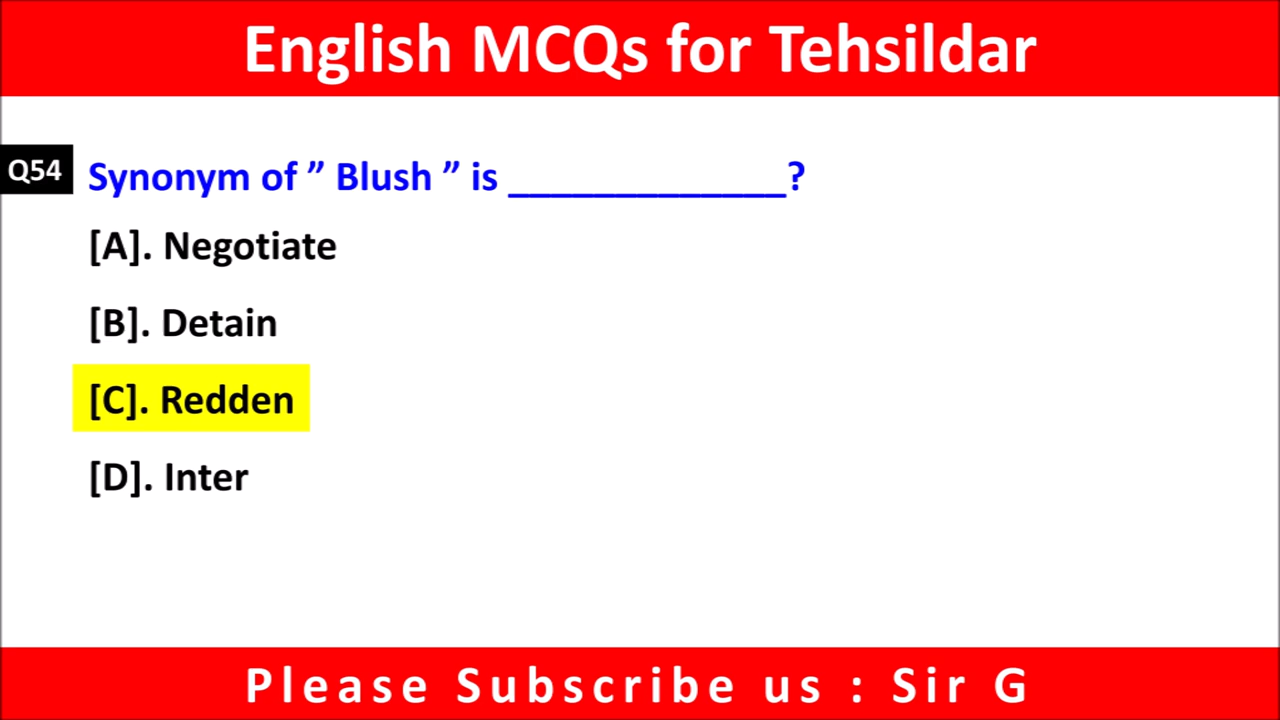 English MCQs for Tehsildar
Q54 Synonym of ” Blush ” is _____________?
[A]. Negotiate
[B]. Detain
[C]. Redden
[D]. Inter
Please Subscribe us : Sir G